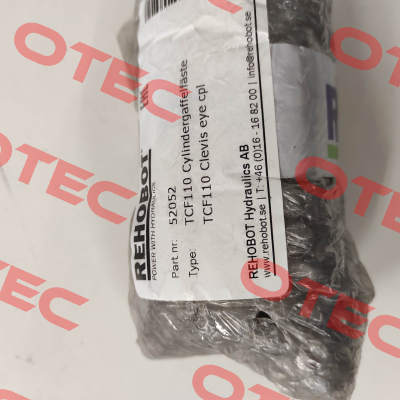 REHOBOT
POWER WITH HYDRAULICS
Part nr: 52052
Type: TCF110 Cylindergaffelfäste
TCF110 Clevis eye cpl
REHOBOT Hydraulics AB
www.rehobot.se | T: +46 (0)16 - 16 82 00 | info@rehobot.se
OTEC
OTEC
OTEC
OTEC
OTEC
OTEC